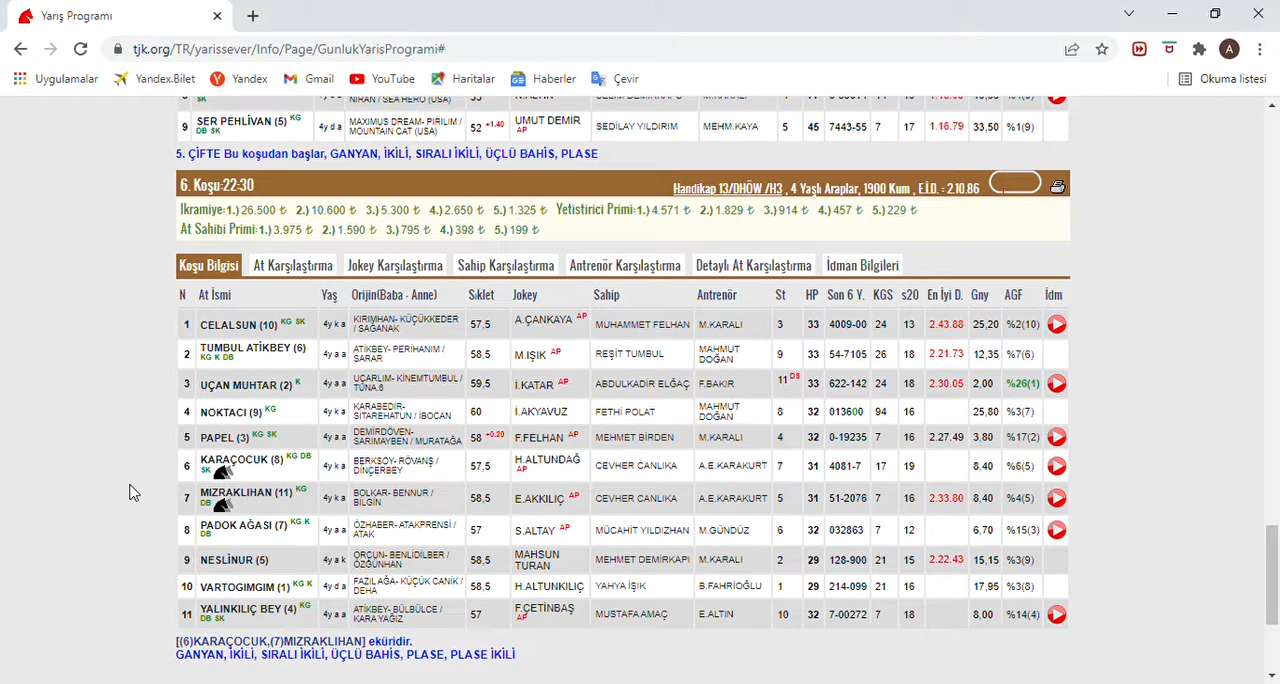 Yarış Programı
tjk.org/TR/yarissever/Info/Page/GunlukYarisProgrami#
A
Uygulamalar Yandex.Bilet Yandex Gmail YouTube Haritalar Haberler Çevir Okuma listesi
SK NIRAN / SEA HERO (USA)
9 SER PEHLİVAN (5) KG DB SK 4y d a MAXIMUS DREAM- PIRILIM / MOUNTAIN CAT (USA) 52 +1.40 UMUT DEMIR AP SEDİLAY YILDIRIM MEHM.KAYA 5 45 7443-55 7 17 1.16.79 33,50 %1(9)
5. ÇİFTE Bu koşudan başlar, GANYAN, İKİLİ, SIRALI İKİLİ, ÜÇLÜ BAHİS, PLASE
6. Koşu:22-30 Handikap 13/DHÖW /H3 , 4 Yaşlı Araplar, 1900 Kum , E.İ.D. : 2.10.86
Ikramiye:1.) 26.500 ₺ 2.) 10.600 ₺ 3.) 5.300 ₺ 4.) 2.650 ₺ 5.) 1.325 ₺ Yetistirici Primi:1.) 4.571 ₺ 2.) 1.829 ₺ 3.) 914 ₺ 4.) 457 ₺ 5.) 229 ₺
At Sahibi Primi:1.) 3.975 ₺ 2.) 1.590 ₺ 3.) 795 ₺ 4.) 398 ₺ 5.) 199 ₺
Koşu Bilgisi At Karşılaştırma Jokey Karşılaştırma Sahip Karşılaştırma Antrenör Karşılaştırma Detaylı At Karşılaştırma İdman Bilgileri
N At İsmi Yaş Orijin(Baba - Anne) Sıklet Jokey Sahip Antrenör St HP Son 6 Y. KGS s20 En İyi D. Gny AGF İdm
1 CELALSUN (10) KG SK 4y k a KIRIMHAN- KÜÇÜKKEDER / SAĞANAK 57,5 A.ÇANKAYA AP MUHAMMET FELHAN M.KARALI 3 33 4009-00 24 13 2.43.88 25,20 %2(10)
2 TUMBUL ATİKBEY (6) KG K DB 4y a a ATİKBEY- PERİHANIM / SARAR 58,5 M.IŞIK AP REŞİT TUMBUL MAHMUT DOĞAN 9 33 54-7105 26 18 2.21.73 12,35 %7(6)
3 UÇAN MUHTAR (2) K 4y a a UÇARLIM- KİNEMTUMBUL / TUNA.6 59,5 İ.KATAR AP ABDULKADİR ELĞAÇ F.BAKIR 11 DS 33 622-142 24 18 2.30.05 2,00 %26(1)
4 NOKTACI (9) KG 4y k a KARABEDİR- SITAREHATUN / İBOCAN 60 İ.AKYAVUZ FETHİ POLAT MAHMUT DOĞAN 8 32 013600 94 16 25,80 %3(7)
5 PAPEL (3) KG SK 4y a a DEMİRDÖVEN- SARIMAYBEN / MURATAĞA 58 +0.20 F.FELHAN AP MEHMET BİRDEN M.KARALI 4 32 0-19235 7 16 2.27.49 3,80 %17(2)
6 KARAÇOCUK (8) KG DB SK 4y k a BERKSOY- RÖVANŞ / DİNÇERBEY 57,5 H.ALTUNDAĞ AP CEVHER CANLIKA A.E.KARAKURT 7 31 4081-7 17 19 8,40 %6(5)
7 MIZRAKLIHAN (11) KG DB 4y k a BOLKAR- BENNUR / BİLGİN 58,5 E.AKKILIÇ AP CEVHER CANLIKA A.E.KARAKURT 5 31 51-2076 7 16 2.33.80 8,40 %4(5)
8 PADOK AĞASI (7) KG K DB 4y a a ÖZHABER- ATAKPRENSİ / ATAK 57 S.ALTAY AP MÜCAHİT YILDIZHAN M.GÜNDÜZ 6 32 032863 7 12 6,70 %15(3)
9 NESLİNUR (5) 4y a k ORÇUN- BENLİDİLBER / ÖZGÜNHAN 58,5 MAHSUN TURAN MEHMET DEMİRKAPI M.KARALI 2 29 128-900 21 15 2.22.43 15,15 %3(9)
10 VARTOGIMGIM (1) KG K 4y d a FAZIL AĞA- KÜÇÜK CANİK / DEHA 58,5 H.ALTUNKILIÇ YAHYA IŞIK B.FAHRİOĞLU 1 29 214-099 21 16 17,95 %3(8)
11 YALINKILIÇ BEY (4) KG DB SK 4y a a ATİKBEY- BÜLBÜLCE / KARA YAĞIZ 57 F.ÇETİNBAŞ AP MUSTAFA AMAÇ E.ALTIN 10 32 7-00272 7 18 8,00 %14(4)
[(6)KARAÇOCUK,(7)MIZRAKLIHAN] eküridir.
GANYAN, İKİLİ, SIRALI İKİLİ, ÜÇLÜ BAHİS, PLASE, PLASE İKİLİ